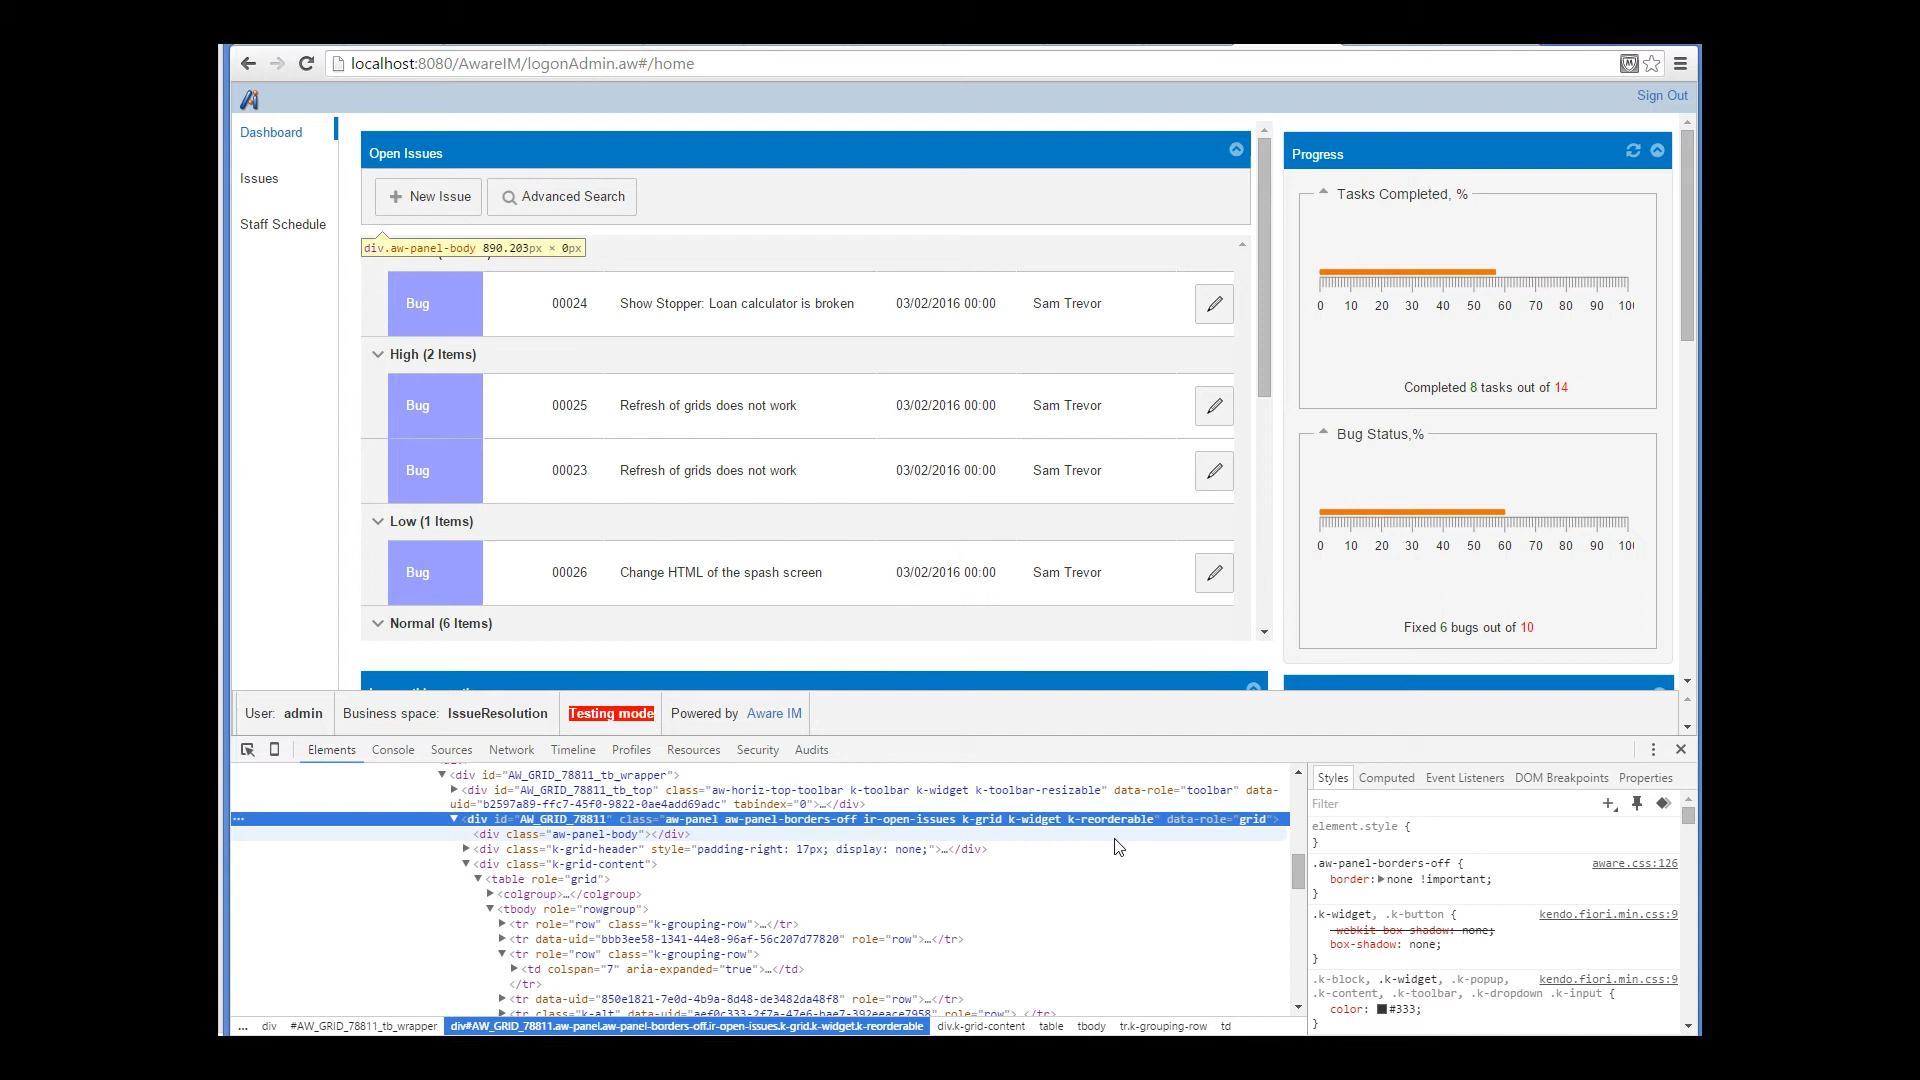 localhost:8080/AwareIM/logonAdmin.aw#/home
Sign Out
Dashboard
Issues
Staff Schedule
Open Issues
New Issue
Advanced Search
div.aw-panel-body 890.203px × 0px
Bug 00024 Show Stopper: Loan calculator is broken 03/02/2016 00:00 Sam Trevor
High (2 Items)
Bug 00025 Refresh of grids does not work 03/02/2016 00:00 Sam Trevor
Bug 00023 Refresh of grids does not work 03/02/2016 00:00 Sam Trevor
Low (1 Items)
Bug 00026 Change HTML of the spash screen 03/02/2016 00:00 Sam Trevor
Normal (6 Items)
Progress
Tasks Completed, %
0 10 20 30 40 50 60 70 80 90 100
Completed 8 tasks out of 14
Bug Status,%
0 10 20 30 40 50 60 70 80 90 100
Fixed 6 bugs out of 10
User: admin
Business space: IssueResolution
Testing mode
Powered by Aware IM
Elements Console Sources Network Timeline Profiles Resources Security Audits
<div id="AW_GRID_78811_tb_wrapper">
<div id="AW_GRID_78811_tb_top" class="aw-horiz-top-toolbar k-toolbar k-widget k-toolbar-resizable" data-role="toolbar" data-
uid="b2597a89-ffc7-45f0-9822-0ae4add69adc" tabindex="0">…</div>
<div id="AW_GRID_78811" class="aw-panel aw-panel-borders-off ir-open-issues k-grid k-widget k-reorderable" data-role="grid">
<div class="aw-panel-body"></div>
<div class="k-grid-header" style="padding-right: 17px; display: none;">…</div>
<div class="k-grid-content">
<table role="grid">
<colgroup>…</colgroup>
<tbody role="rowgroup">
<tr role="row" class="k-grouping-row">…</tr>
<tr data-uid="bbb3ee58-1341-44e8-96af-56c207d77820" role="row">…</tr>
<tr role="row" class="k-grouping-row">
<td colspan="7" aria-expanded="true">…</td>
</tr>
<tr data-uid="850e1821-7e0d-4b9a-8d48-de3482da48f8" role="row">…</tr>
<tr class="k-alt" data-uid="aef0c333-2f7a-47e6-bae7-392eeace7958" role="row">…</tr>
... div #AW_GRID_78811_tb_wrapper div#AW_GRID_78811.aw-panel.aw-panel-borders-off.ir-open-issues.k-grid.k-widget.k-reorderable div.k-grid-content table tbody tr.k-grouping-row td
Styles Computed Event Listeners DOM Breakpoints Properties
Filter
element.style {
}
.aw-panel-borders-off { aware.css:126
border: none !important;
}
.k-widget, .k-button { kendo.fiori.min.css:9
-webkit-box-shadow: none;
box-shadow: none;
}
.k-block, .k-widget, .k-popup, kendo.fiori.min.css:9
.k-content, .k-toolbar, .k-dropdown .k-input {
color: #333;
}